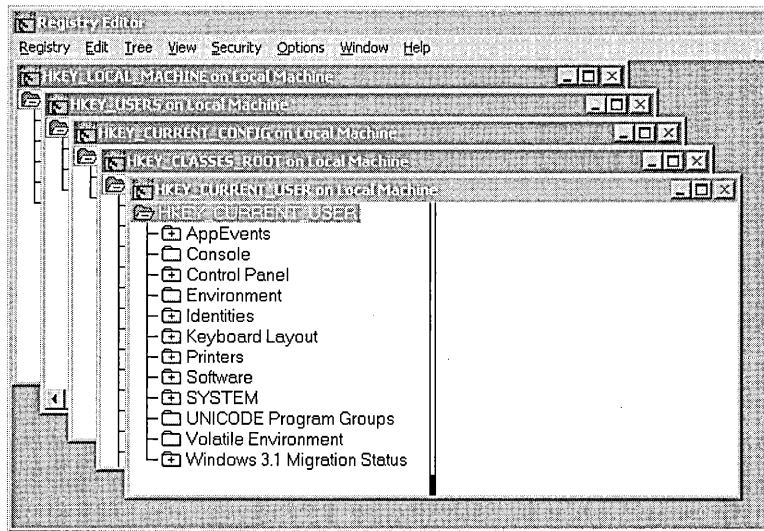 Registry Editor
Registry Edit Tree View Security Options Window Help
HKEY_LOCAL_MACHINE on Local Machine
HKEY_USERS on Local Machine
HKEY_CURRENT_CONFIG on Local Machine
HKEY_CLASSES_ROOT on Local Machine
HKEY_CURRENT_USER on Local Machine
HKEY_CURRENT_USER
AppEvents
Console
Control Panel
Environment
Identities
Keyboard Layout
Printers
Software
SYSTEM
UNICODE Program Groups
Volatile Environment
Windows 3.1 Migration Status